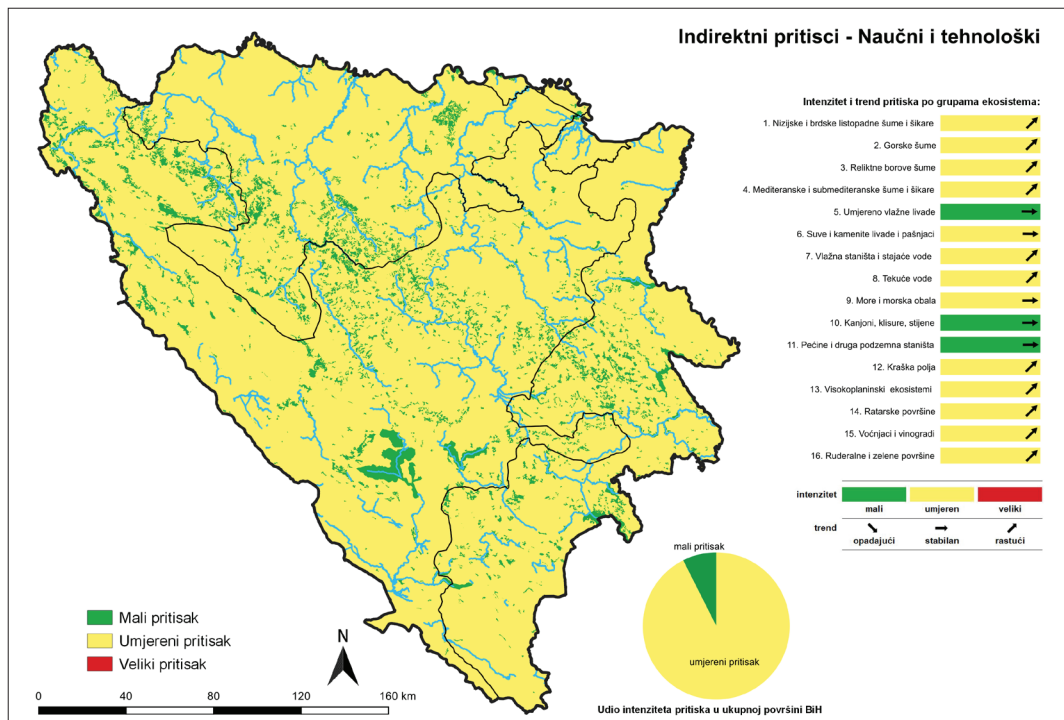 Indirektni pritisci - Naučni i tehnološki
Intenzitet i trend pritiska po grupama ekosistema:
1. Nizijske i brdske listopadne šume i šikare
2. Gorske šume
3. Reliktne borove šume
4. Mediteranske i submediteranske šume i šikare
5. Umjereno vlažne livade
6. Suve i kamenite livade i pašnjaci
7. Vlažna staništa i stajaće vode
8. Tekuće vode
9. More i morska obala
10. Kanjoni, klisure, stijene
11. Pećine i druga podzemna staništa
12. Kraška polja
13. Visokoplaninski ekosistemi
14. Ratarske površine
15. Voćnjaci i vinogradi
16. Ruderalne i zelene površine
intenzitet
mali umjeren veliki
trend
opadajući stabilan rastući
mali pritisak
umjereni pritisak
Udio inteziteta pritiska u ukupnoj površini BiH
Mali pritisak
Umjereni pritisak
Veliki pritisak
N
0 40 80 120 160 km